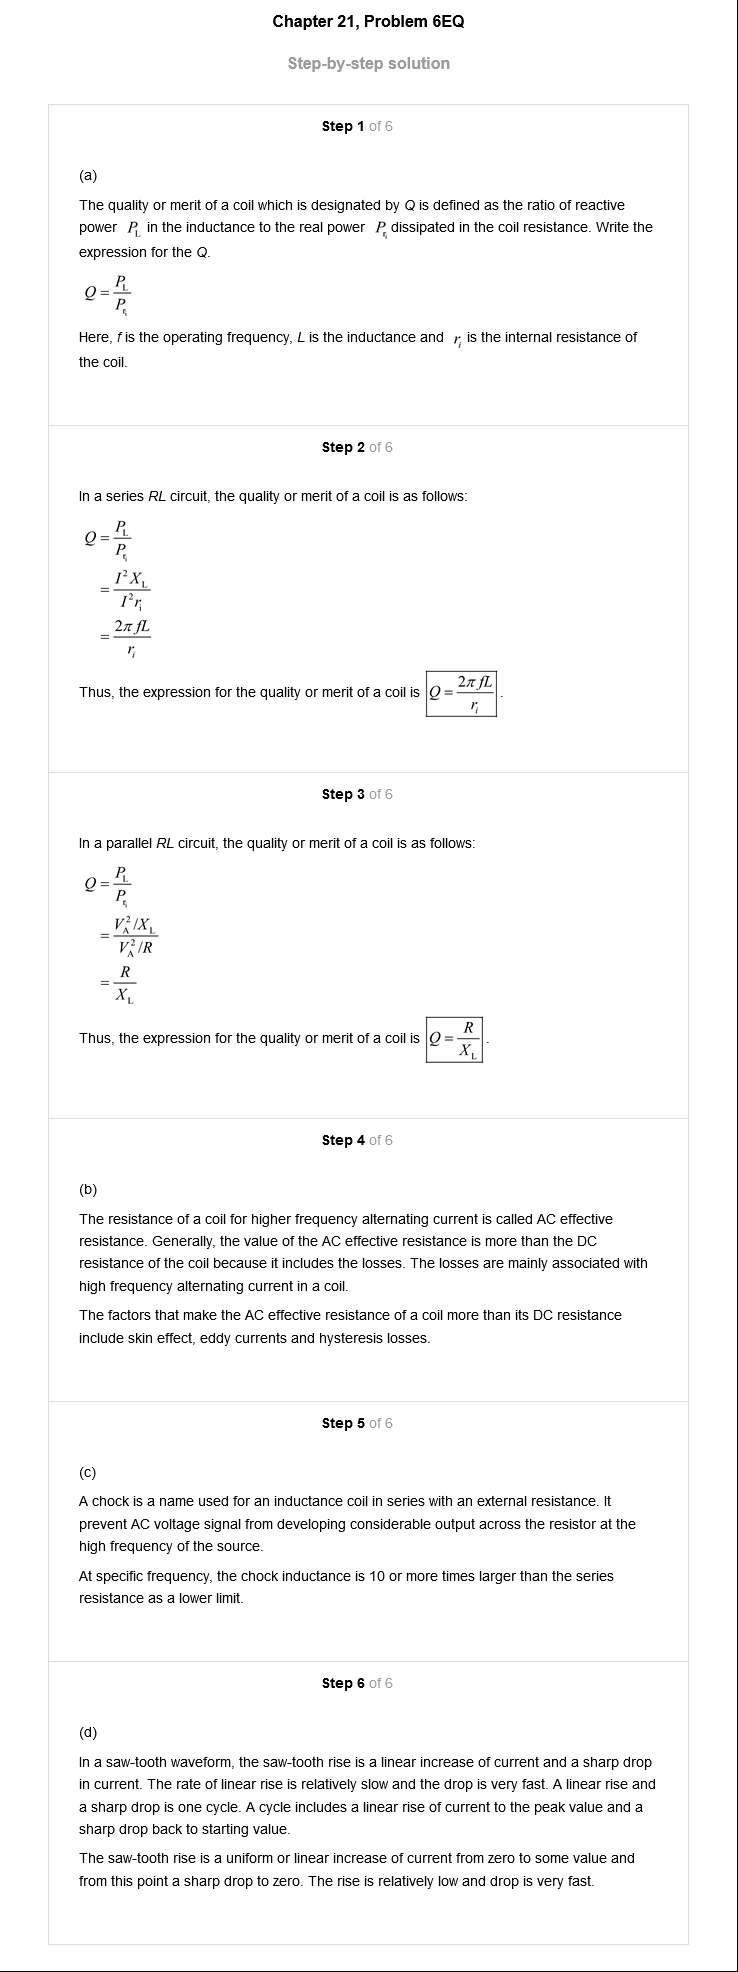 Chapter 21, Problem 6EQ
Step-by-step solution
Step 1 of 6
(a)
The quality or merit of a coil which is designated by Q is defined as the ratio of reactive
power P_L in the inductance to the real power P_{r_i} dissipated in the coil resistance. Write the
expression for the Q.
Q = P_L / P_{r_i}
Here, f is the operating frequency, L is the inductance and r_i is the internal resistance of
the coil.
Step 2 of 6
In a series RL circuit, the quality or merit of a coil is as follows:
Q = P_L / P_{r_i}
= I² X_L / I² r_i
= 2π fL / r_i
Thus, the expression for the quality or merit of a coil is Q = 2π fL / r_i .
Step 3 of 6
In a parallel RL circuit, the quality or merit of a coil is as follows:
Q = P_L / P_{r_i}
= V_A² /X_L / V_A² /R
= R / X_L
Thus, the expression for the quality or merit of a coil is Q = R / X_L .
Step 4 of 6
(b)
The resistance of a coil for higher frequency alternating current is called AC effective
resistance. Generally, the value of the AC effective resistance is more than the DC
resistance of the coil because it includes the losses. The losses are mainly associated with
high frequency alternating current in a coil.
The factors that make the AC effective resistance of a coil more than its DC resistance
include skin effect, eddy currents and hysteresis losses.
Step 5 of 6
(c)
A chock is a name used for an inductance coil in series with an external resistance. It
prevent AC voltage signal from developing considerable output across the resistor at the
high frequency of the source.
At specific frequency, the chock inductance is 10 or more times larger than the series
resistance as a lower limit.
Step 6 of 6
(d)
In a saw-tooth waveform, the saw-tooth rise is a linear increase of current and a sharp drop
in current. The rate of linear rise is relatively slow and the drop is very fast. A linear rise and
a sharp drop is one cycle. A cycle includes a linear rise of current to the peak value and a
sharp drop back to starting value.
The saw-tooth rise is a uniform or linear increase of current from zero to some value and
from this point a sharp drop to zero. The rise is relatively low and drop is very fast.